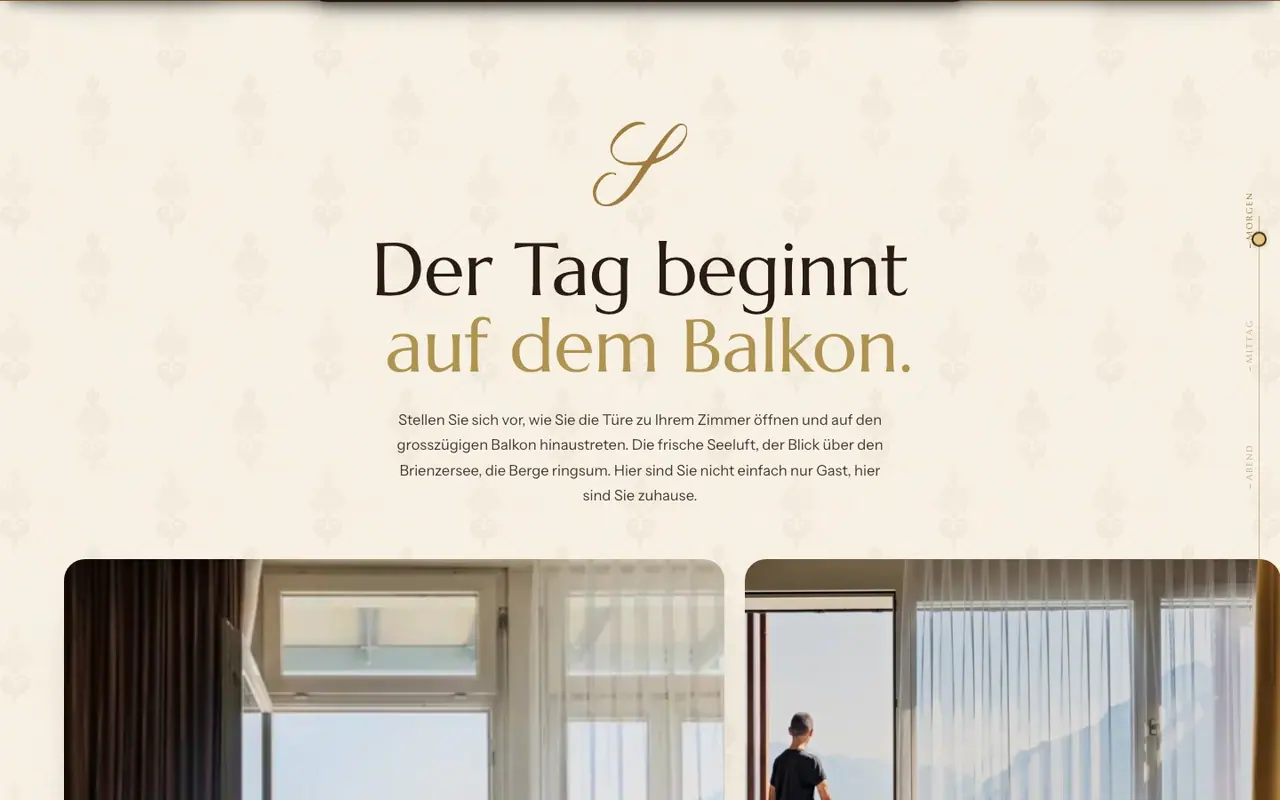 S
Der Tag beginnt
auf dem Balkon.
Stellen Sie sich vor, wie Sie die Türe zu Ihrem Zimmer öffnen und auf den
grosszügigen Balkon hinaustreten. Die frische Seeluft, der Blick über den
Brienzersee, die Berge ringsum. Hier sind Sie nicht einfach nur Gast, hier
sind Sie zuhause.
– MORGEN
– MITTAG
– ABEND